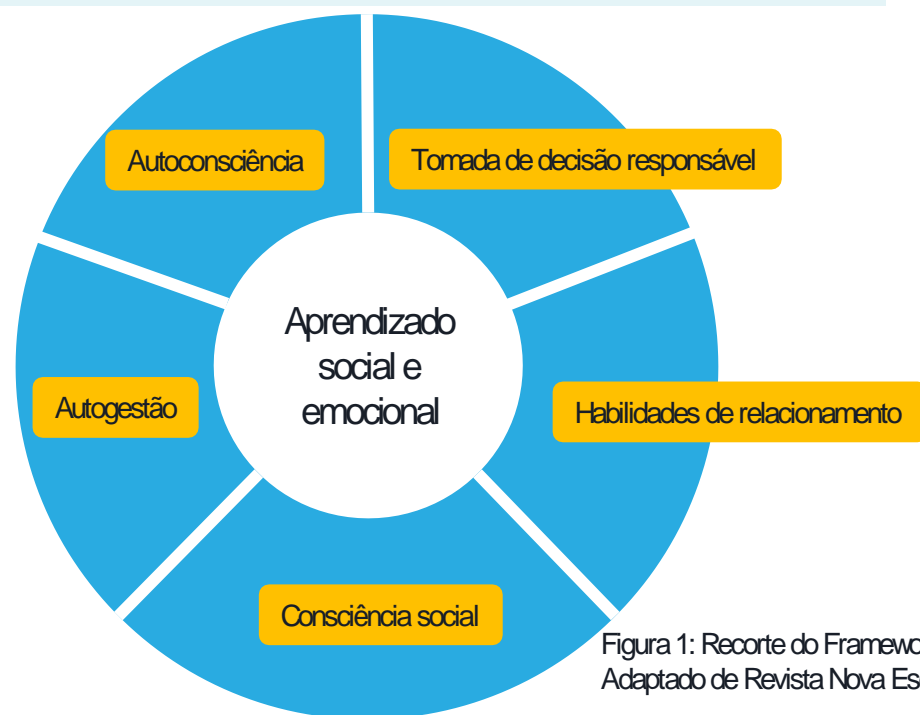 Autoconsciência
Tomada de decisão responsável
Aprendizado
social e
emocional
Autogestão
Habilidades de relacionamento
Consciência social
Figura 1: Recorte do
Adaptado de Revista Nova